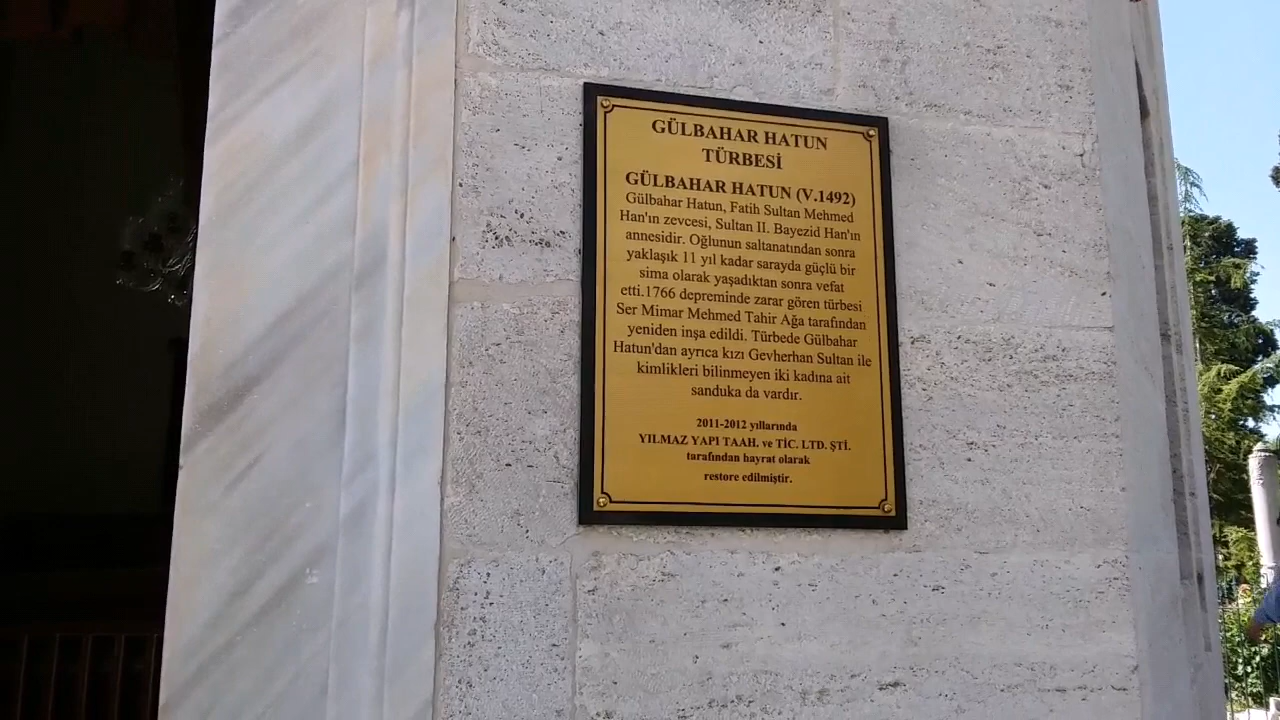 GÜLBAHAR HATUN
TÜRBESİ
GÜLBAHAR HATUN (V.1492)
Gülbahar Hatun, Fatih Sultan Mehmed
Han'ın zevcesi, Sultan II. Bayezid Han'ın
annesidir. Oğlunun saltanatından sonra
yaklaşık 11 yıl kadar sarayda güçlü bir
sima olarak yaşadıktan sonra vefat
etti.1766 depreminde zarar gören türbesi
Ser Mimar Mehmed Tahir Ağa tarafından
yeniden inşa edildi. Türbede Gülbahar
Hatun'dan ayrıca kızı Gevherhan Sultan ile
kimlikleri bilinmeyen iki kadına ait
sanduka da vardır.
2011-2012 yıllarında
YILMAZ YAPI TAAH. ve TİC. LTD. ŞTİ.
tarafından hayrat olarak
restore edilmiştir.